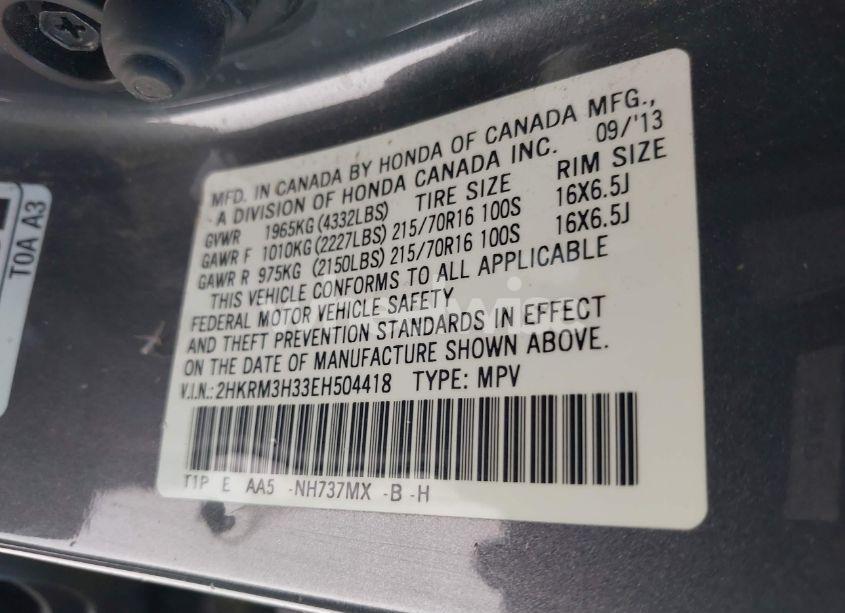 MFD. IN CANADA BY HONDA OF CANADA MFG.,
-A DIVISION OF HONDA CANADA INC. 09/'13
GVWR 1965KG (4332LBS) TIRE SIZE RIM SIZE
GAWR F 1010KG (2227LBS) 215/70R16 100S 16X6.5J
GAWR R 975KG (2150LBS) 215/70R16 100S 16X6.5J
THIS VEHICLE CONFORMS TO ALL APPLICABLE
FEDERAL MOTOR VEHICLE SAFETY
AND THEFT PREVENTION STANDARDS IN EFFECT
ON THE DATE OF MANUFACTURE SHOWN ABOVE.
V.I.N.: 2HKRM3H33EH504418 TYPE: MPV
T1P E AA5 -NH737MX -B -H
T0A A3